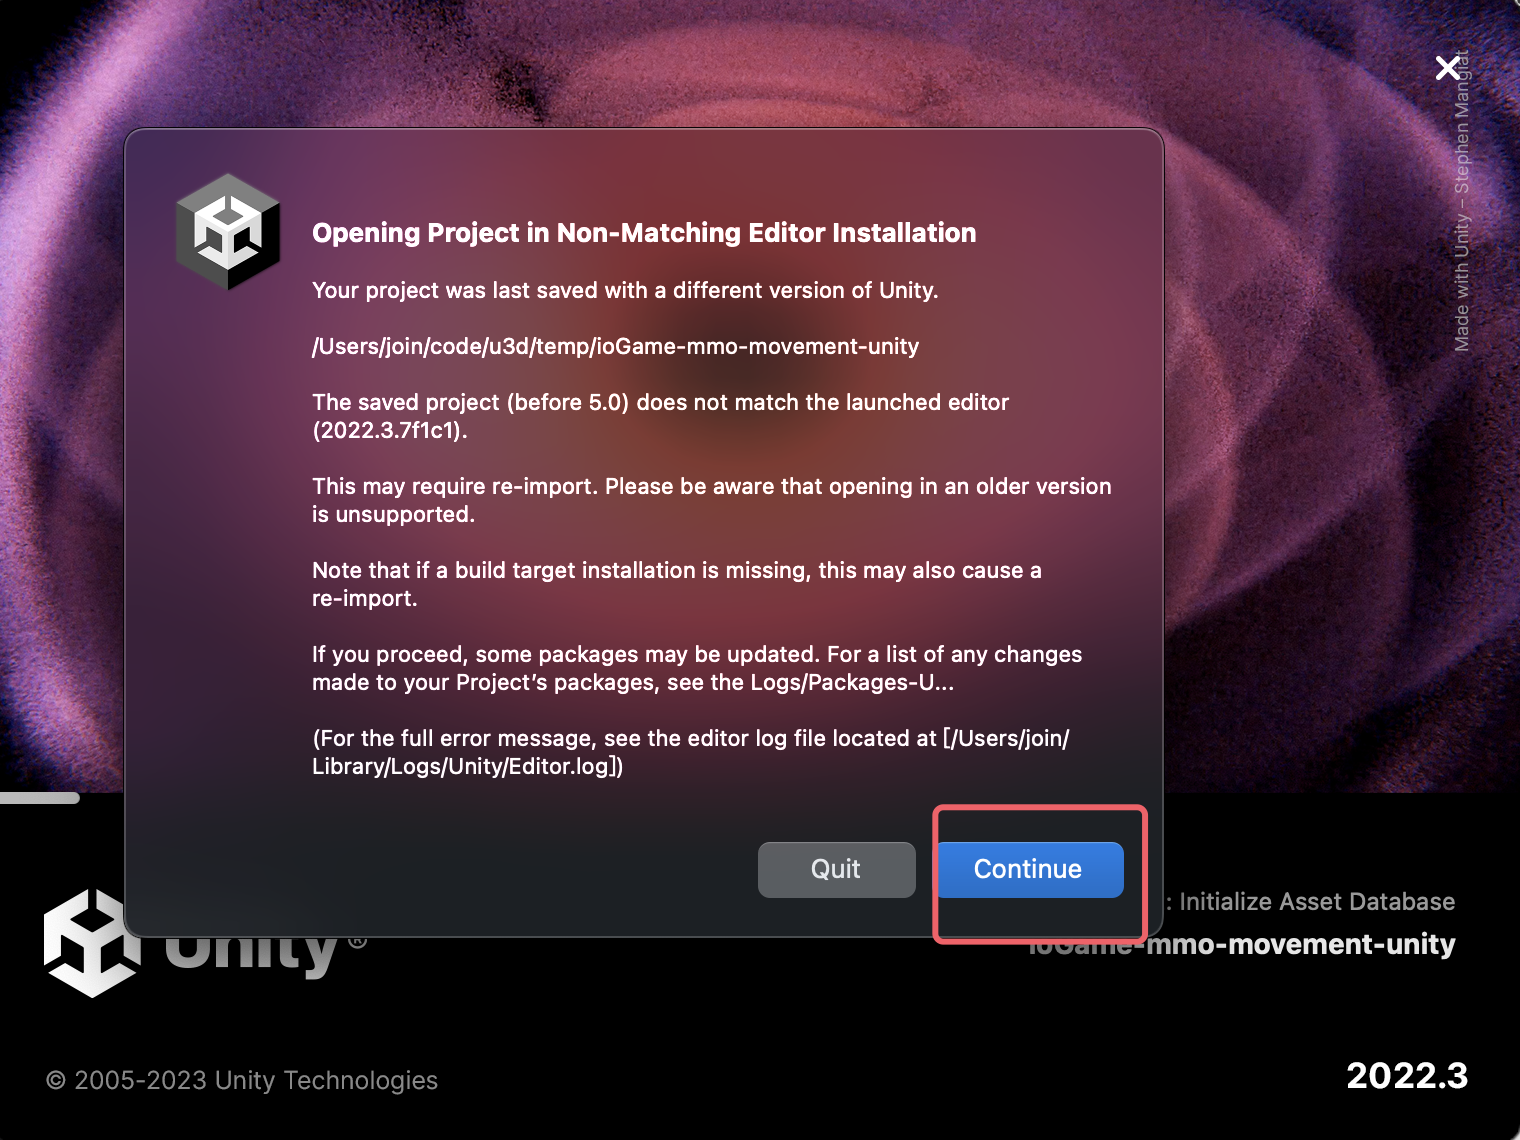 Made with Unity – Stephen Mangiat
Opening Project in Non-Matching Editor Installation
Your project was last saved with a different version of Unity.
/Users/join/code/u3d/temp/ioGame-mmo-movement-unity
The saved project (before 5.0) does not match the launched editor
(2022.3.7f1c1).
This may require re-import. Please be aware that opening in an older version
is unsupported.
Note that if a build target installation is missing, this may also cause a
re-import.
If you proceed, some packages may be updated. For a list of any changes
made to your Project’s packages, see the Logs/Packages-U...
(For the full error message, see the editor log file located at [/Users/join/
Library/Logs/Unity/Editor.log])
Quit
Continue
: Initialize Asset Database
Unity ®
ioGame-mmo-movement-unity
© 2005-2023 Unity Technologies
2022.3